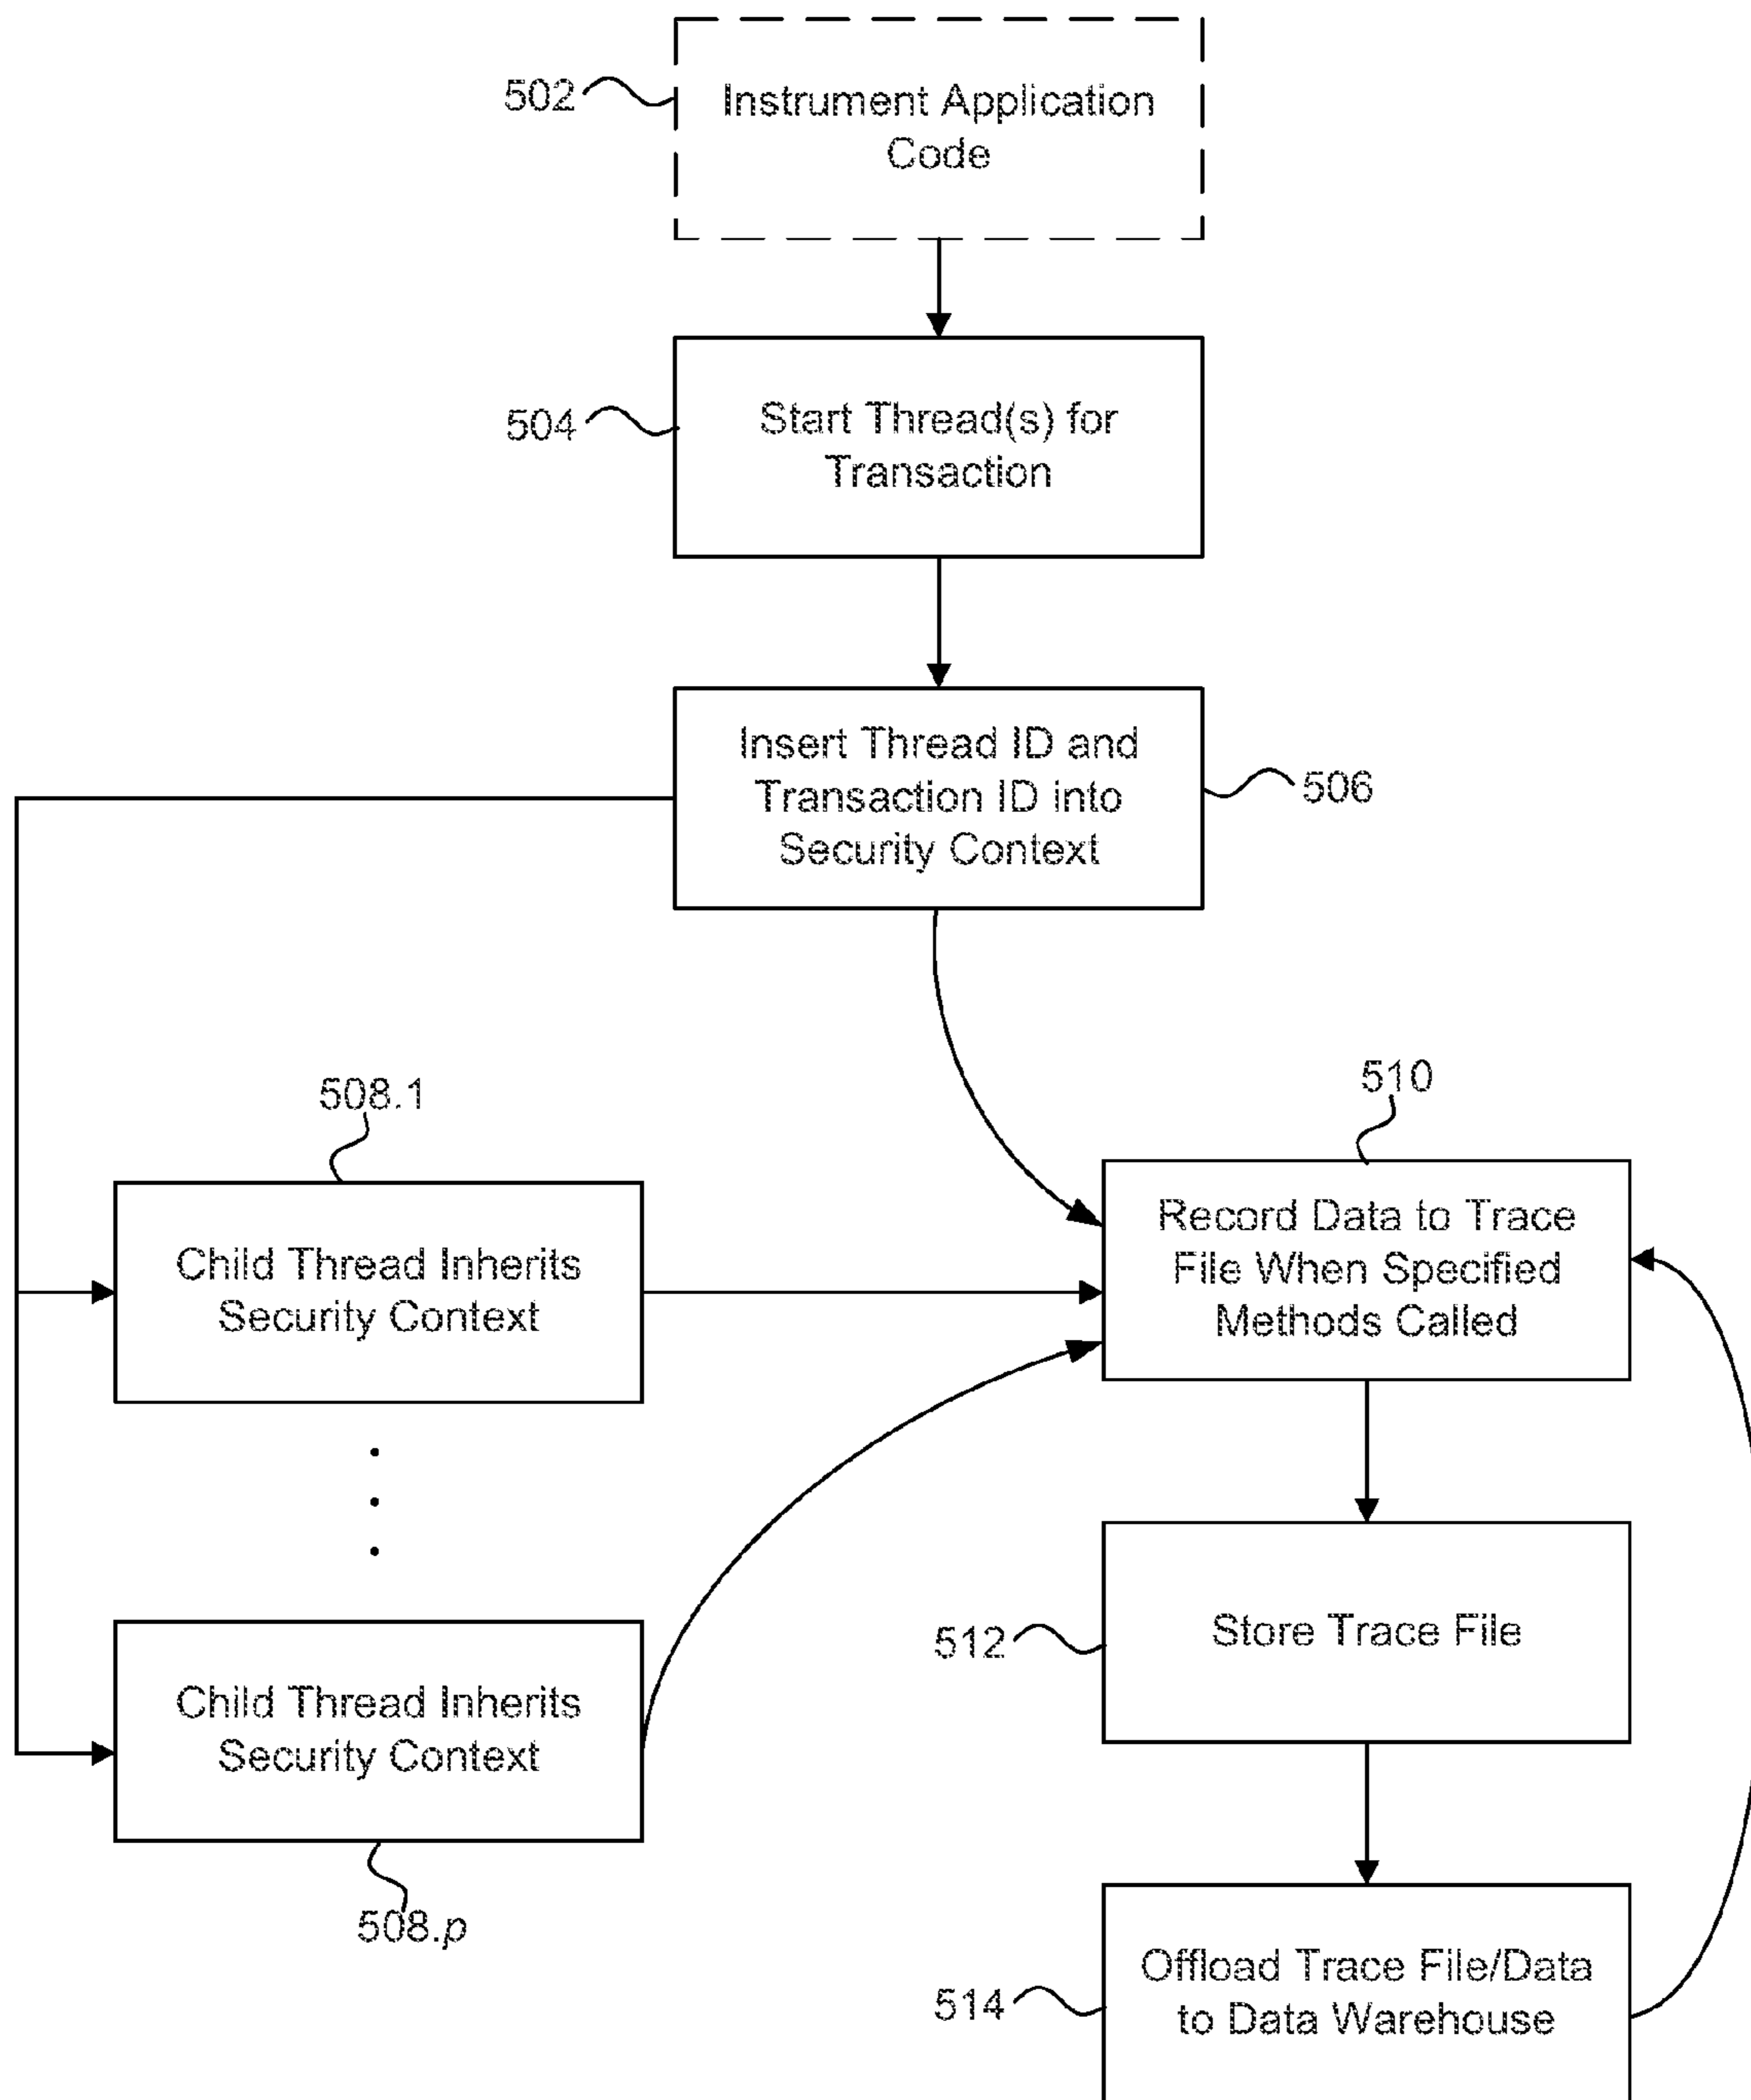 502
Instrument Application
Code
504
Start Thread(s) for
Transaction
Insert Thread ID and
Transaction ID into
Security Context
506
508.1
510
Child Thread Inherits
Security Context
Record Data to Trace
File When Specified
Methods Called
512
Store Trace File
Child Thread Inherits
Security Context
508.p
514
Offload Trace File/Data
to Data Warehouse